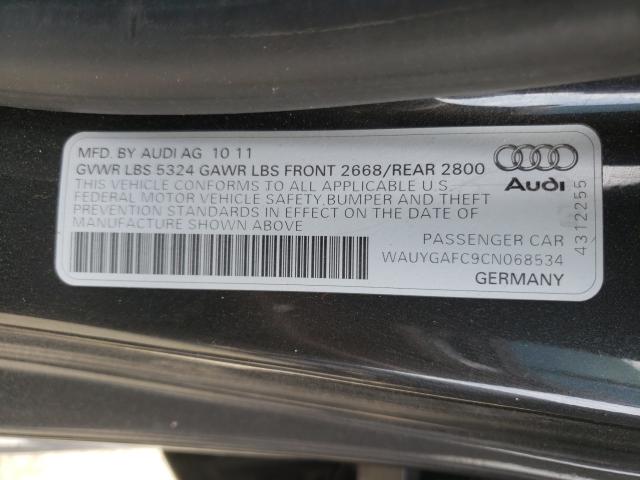 MFD. BY AUDI AG 10 11
GVWR LBS 5324 GAWR LBS FRONT 2668/REAR 2800
THIS VEHICLE CONFORMS TO ALL APPLICABLE U.S.
FEDERAL MOTOR VEHICLE SAFETY,BUMPER AND THEFT
PREVENTION STANDARDS IN EFFECT ON THE DATE OF
MANUFACTURE SHOWN ABOVE
Audi
4312255
PASSENGER CAR
WAUYGAFC9CN068534
GERMANY